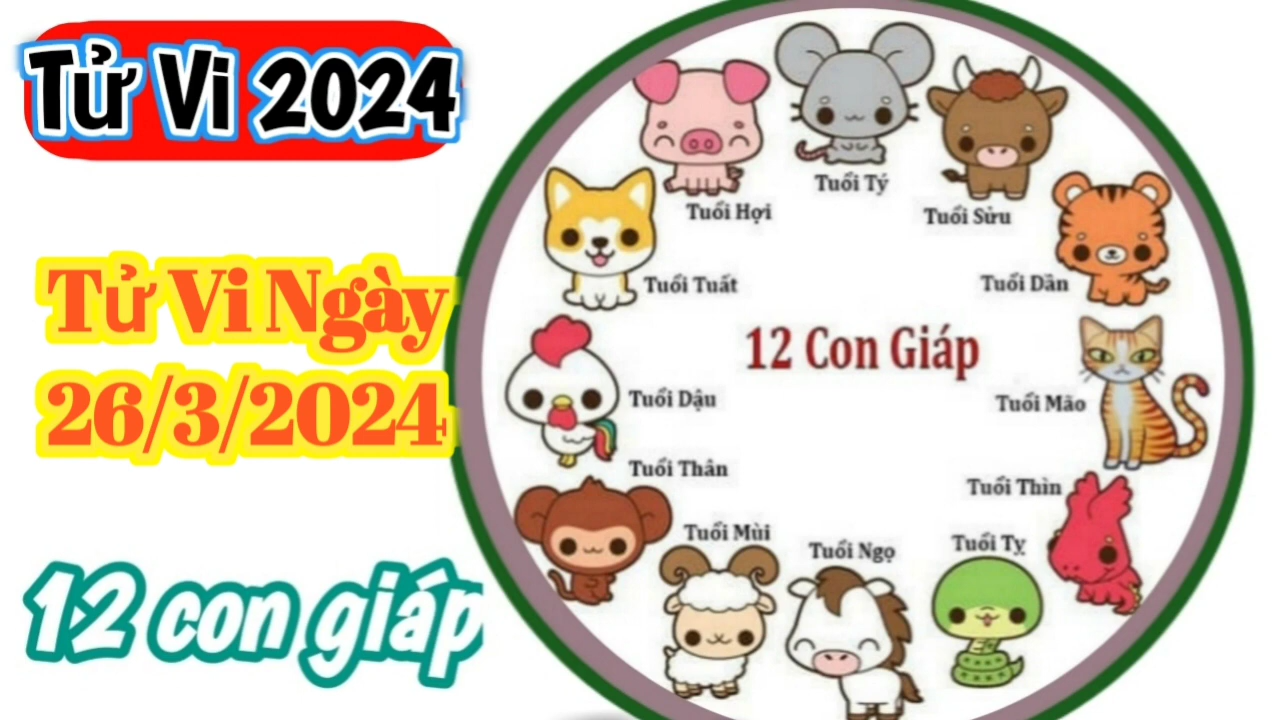 Tử Vi 2024
Tử Vi Ngày
26/3/2024
12 con giáp
Tuổi Tý
Tuổi Hợi
Tuổi Sửu
Tuổi Tuất
Tuổi Dần
12 Con Giáp
Tuổi Dậu
Tuổi Mão
Tuổi Thân
Tuổi Thìn
Tuổi Mùi
Tuổi Ngọ
Tuổi Tỵ